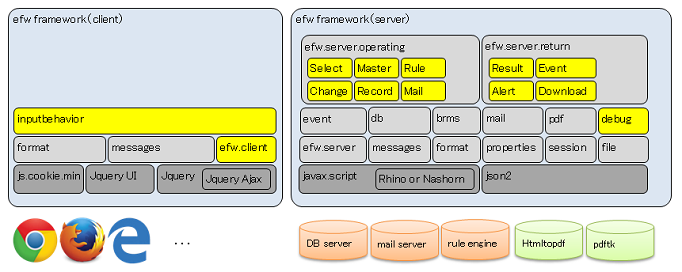 efw framework(client)
inputbehavior
format
messages
efw.client
js.cookie.min
Jquery UI
Jquery
Jquery Ajax
...
efw framework(server)
efw.server.operating
Select
Master
Rule
Change
Record
Mail
efw.server.return
Result
Event
Alert
Download
event
db
brms
mail
pdf
debug
efw.server
messages
format
properties
session
file
javax.script
Rhino or Nashorn
json2
DB server
mail server
rule engine
Htmltopdf
pdftk